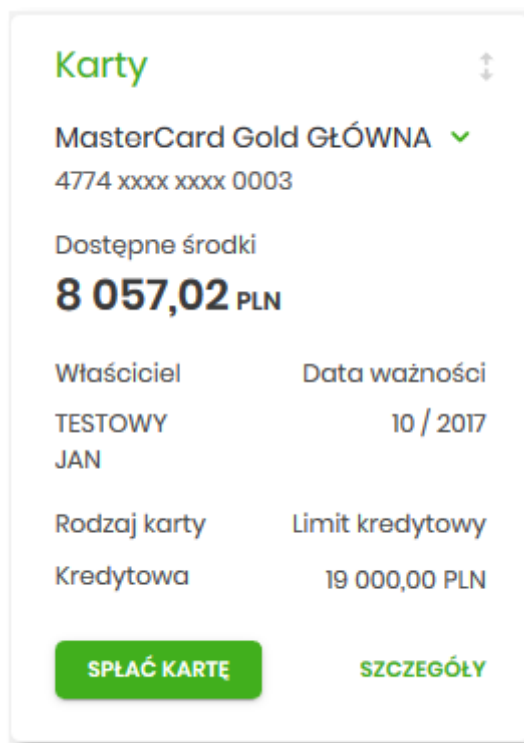 Karty
MasterCard Gold GŁÓWNA
4774 xxxx xxxx 0003
Dostępne środki
8 057,02 PLN
Właściciel Data ważności
TESTOWY 10 / 2017
JAN
Rodzaj karty Limit kredytowy
Kredytowa 19 000,00 PLN
SPŁAĆ KARTĘ SZCZEGÓŁY